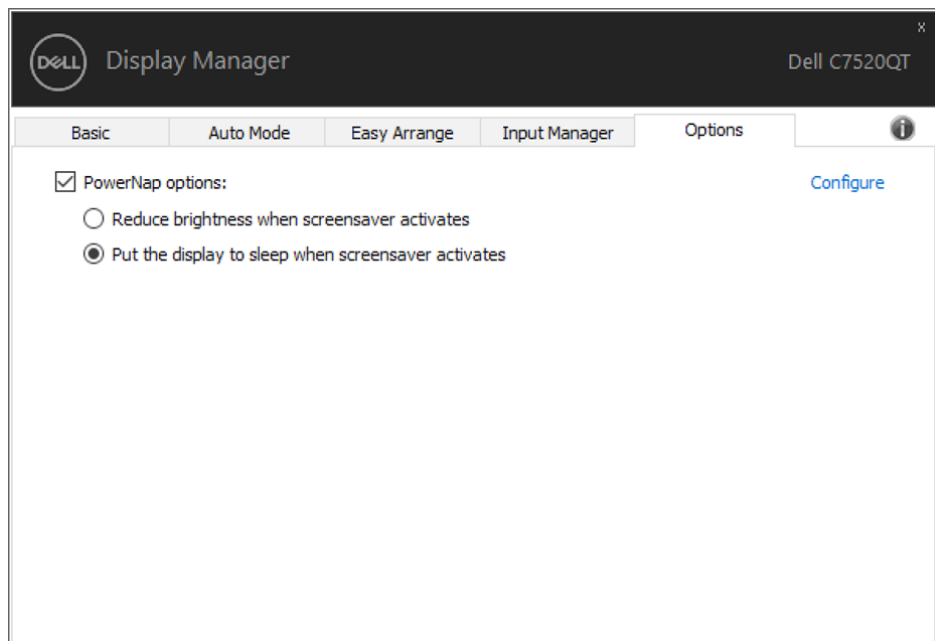 x
DELL Display Manager Dell C7520QT
Basic Auto Mode Easy Arrange Input Manager Options i
PowerNap options: Configure
Reduce brightness when screensaver activates
Put the display to sleep when screensaver activates